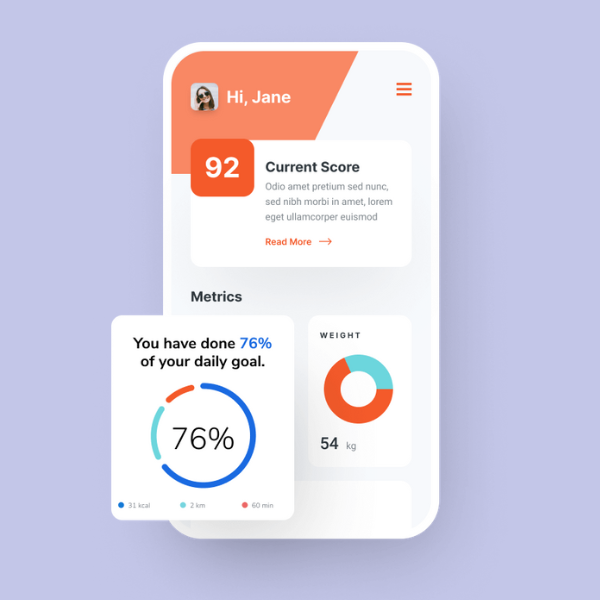 Hi, Jane
92
Current Score
Odio amet pretium sed nunc,
sed nibh morbi in amet, lorem
eget ullamcorper euismod
Read More
Metrics
You have done 76%
of your daily goal.
76%
31 kcal
2 km
60 min
WEIGHT
54 kg